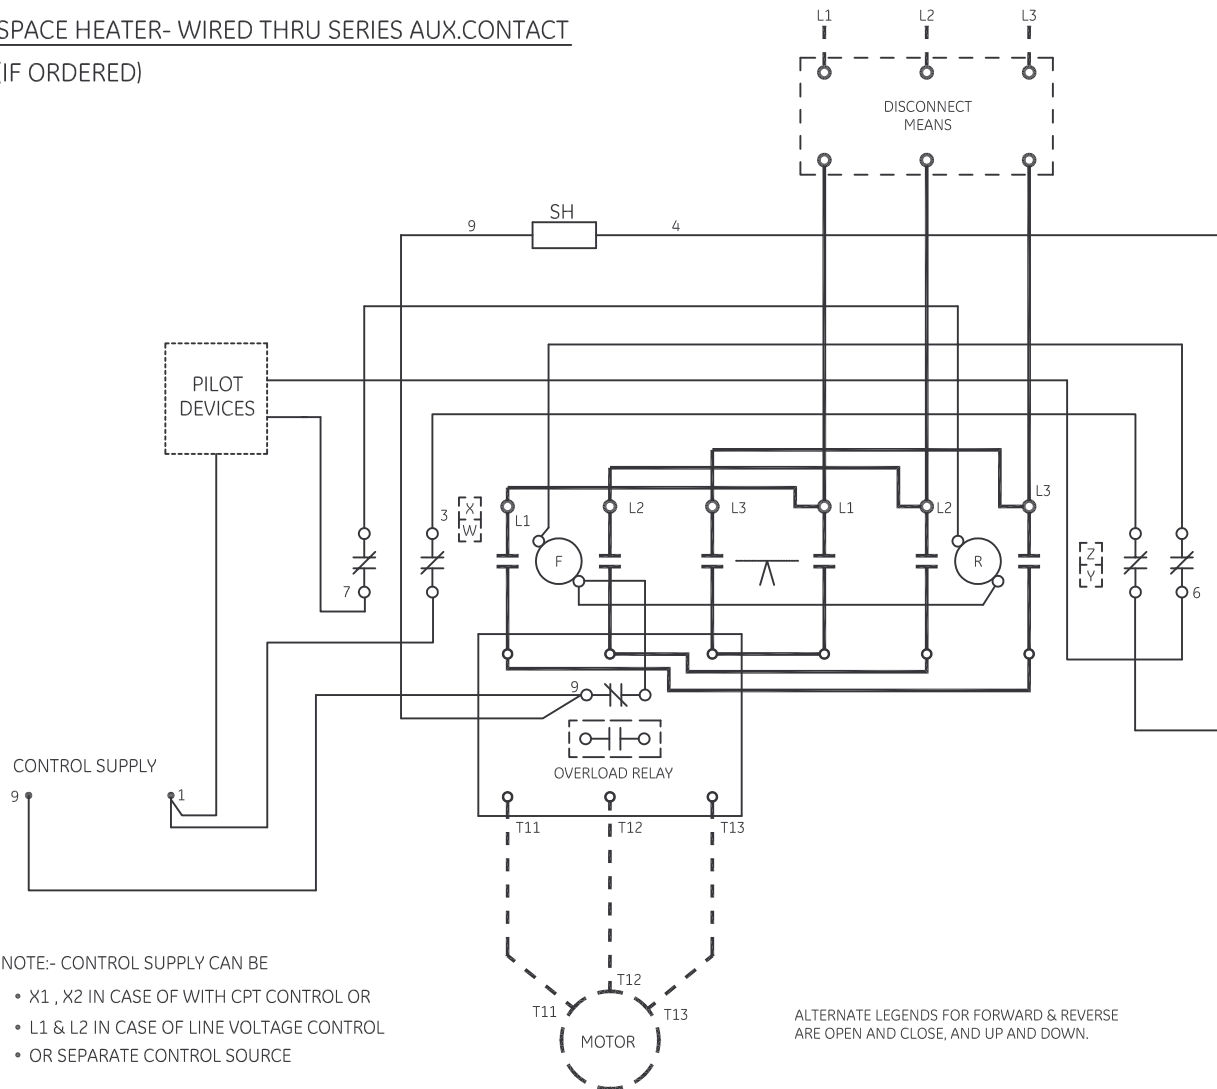 SPACE HEATER- WIRED THRU SERIES AUX.CONTACT
(IF ORDERED)
L1
L2
L3
DISCONNECT
MEANS
SH
9
4
PILOT
DEVICES
3
X
W
L1
L2
L3
L1
L2
L3
F
R
Z
Y
7
6
9
OVERLOAD RELAY
CONTROL SUPPLY
9
1
T11
T12
T13
T12
T11
T13
MOTOR
NOTE:- CONTROL SUPPLY CAN BE
• X1 , X2 IN CASE OF WITH CPT CONTROL OR
• L1 & L2 IN CASE OF LINE VOLTAGE CONTROL
• OR SEPARATE CONTROL SOURCE
ALTERNATE LEGENDS FOR FORWARD & REVERSE
ARE OPEN AND CLOSE, AND UP AND DOWN.